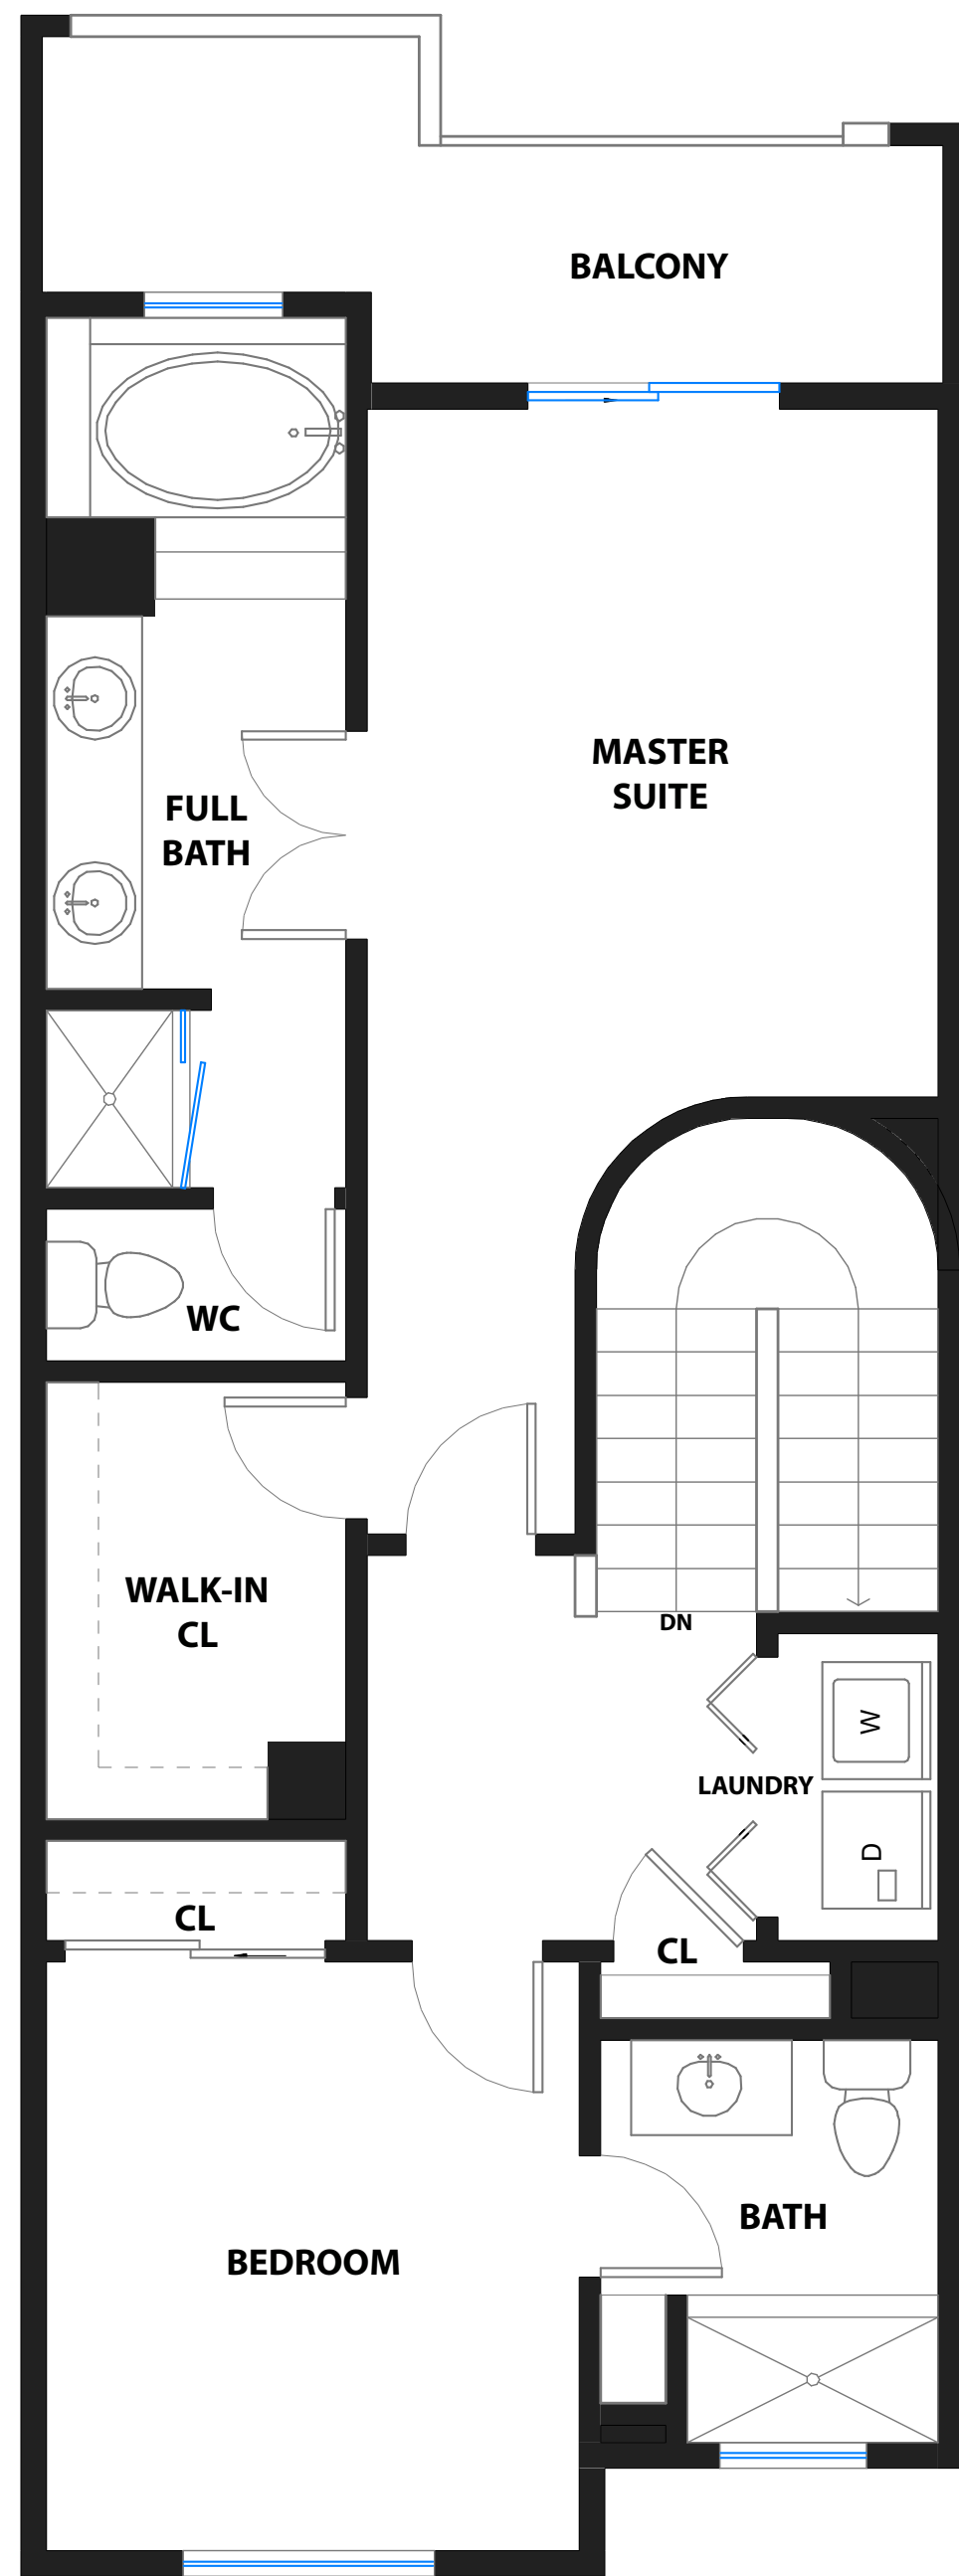 BALCONY
MASTER
SUITE
FULL
BATH
WC
WALK-IN
CL
DN
W
LAUNDRY
D
CL
CL
BATH
BEDROOM